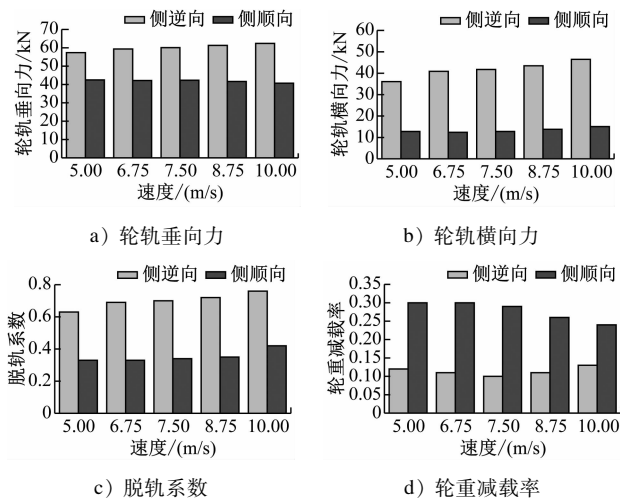 侧逆向 侧顺向
轮轨垂向力/kN
70
60
50
40
30
20
10
0
5.00 6.75 7.50 8.75 10.00
速度/(m/s)
a）轮轨垂向力
侧逆向 侧顺向
轮轨横向力/kN
60
50
40
30
20
10
0
5.00 6.75 7.50 8.75 10.00
速度/(m/s)
b）轮轨横向力
侧逆向 侧顺向
脱轨系数
0.8
0.6
0.4
0.2
0
5.00 6.75 7.50 8.75 10.00
速度/(m/s)
c）脱轨系数
侧逆向 侧顺向
轮重减载率
0.35
0.30
0.25
0.20
0.15
0.10
0.05
0
5.00 6.75 7.50 8.75 10.00
速度/(m/s)
d）轮重减载率